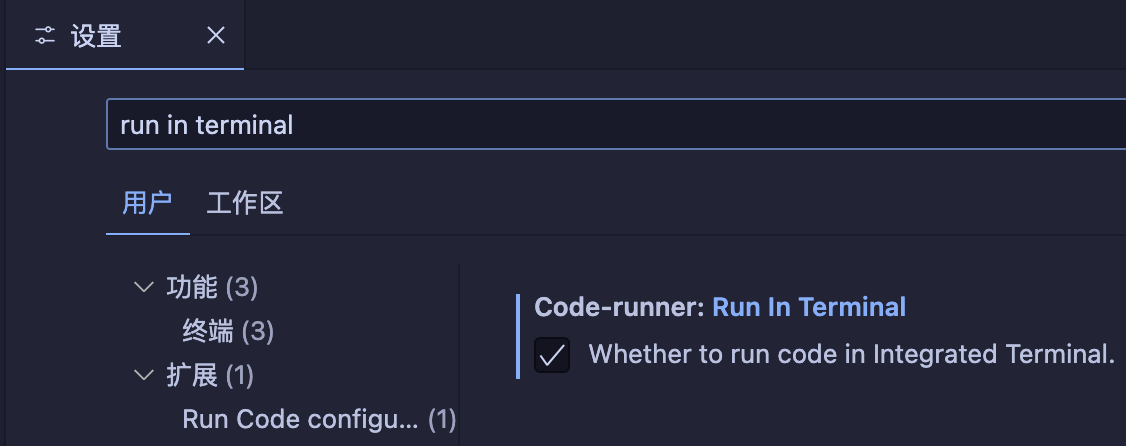 设置
run in terminal
用户 工作区
功能 (3)
终端 (3)
扩展 (1)
Run Code configu... (1)
Code-runner: Run In Terminal
Whether to run code in Integrated Terminal.